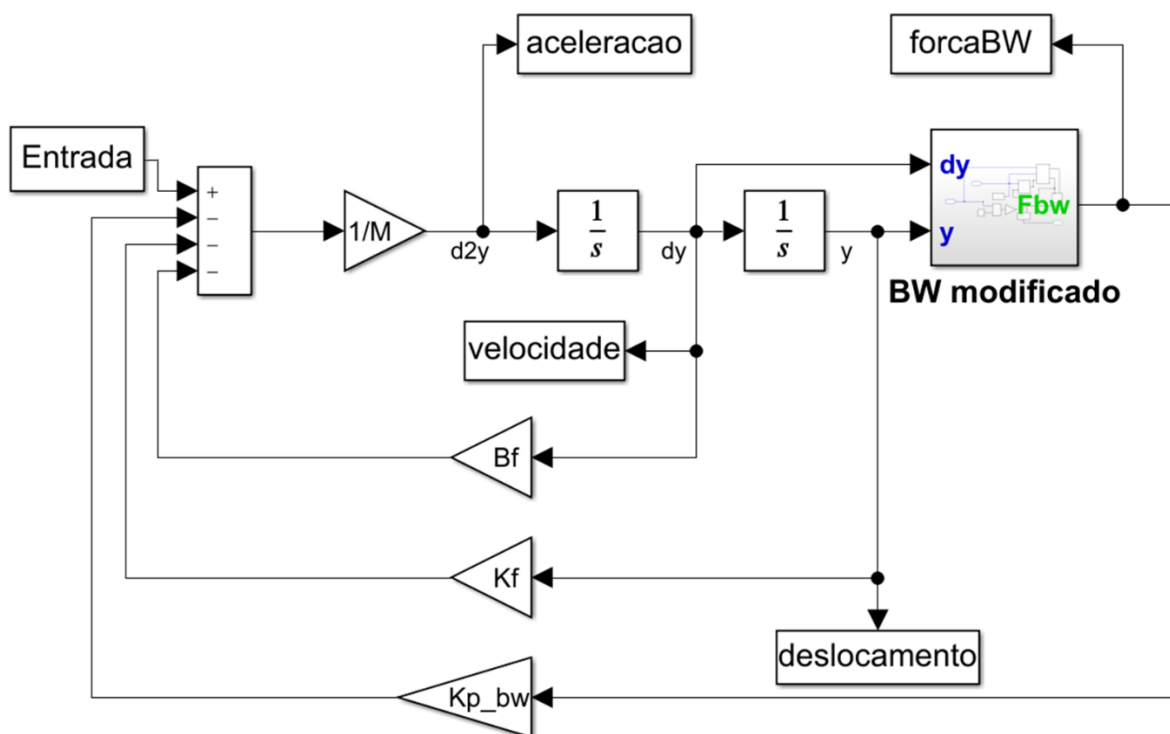 aceleracao
forcaBW
Entrada
+
−
−
−
1/M
d2y
1
s
dy
1
s
y
dy
Fbw
y
BW modificado
velocidade
Bf
Kf
deslocamento
Kp_bw